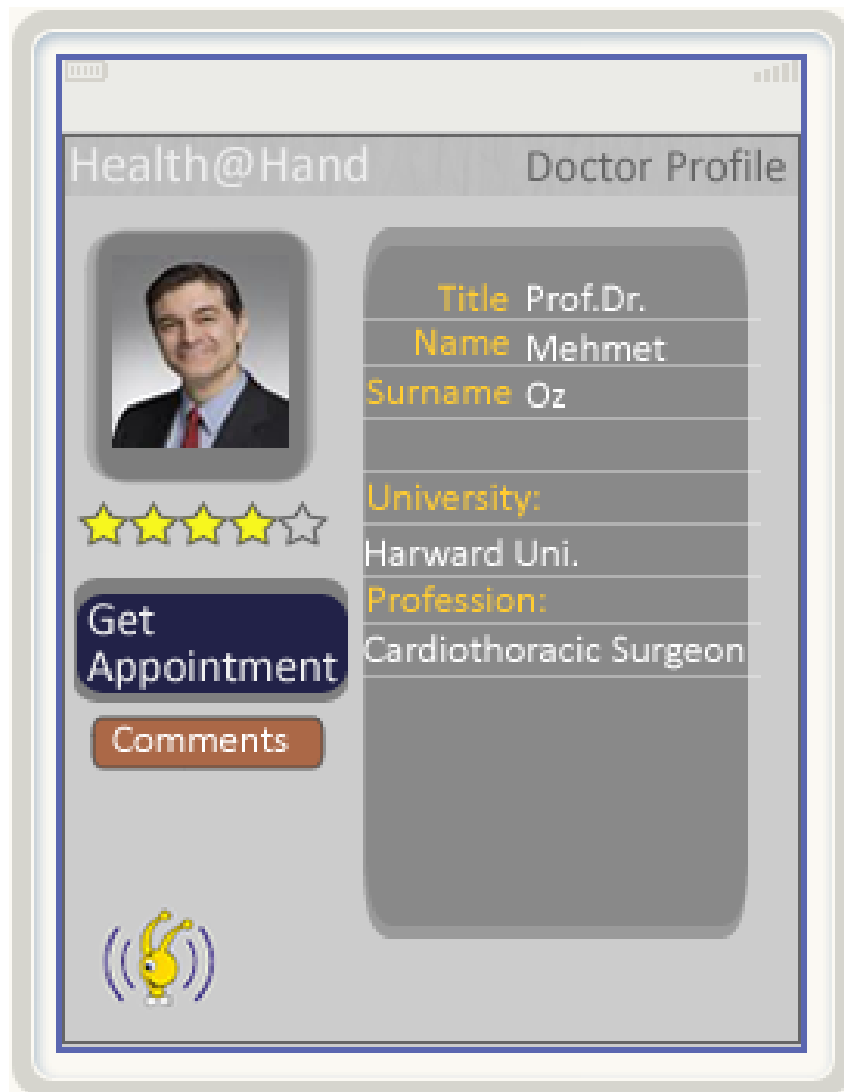 Health@Hand
Doctor Profile
Title Prof.Dr.
Name Mehmet
Surname Oz
University:
Harward Uni.
Profession:
Cardiothoracic Surgeon
Get
Appointment
Comments